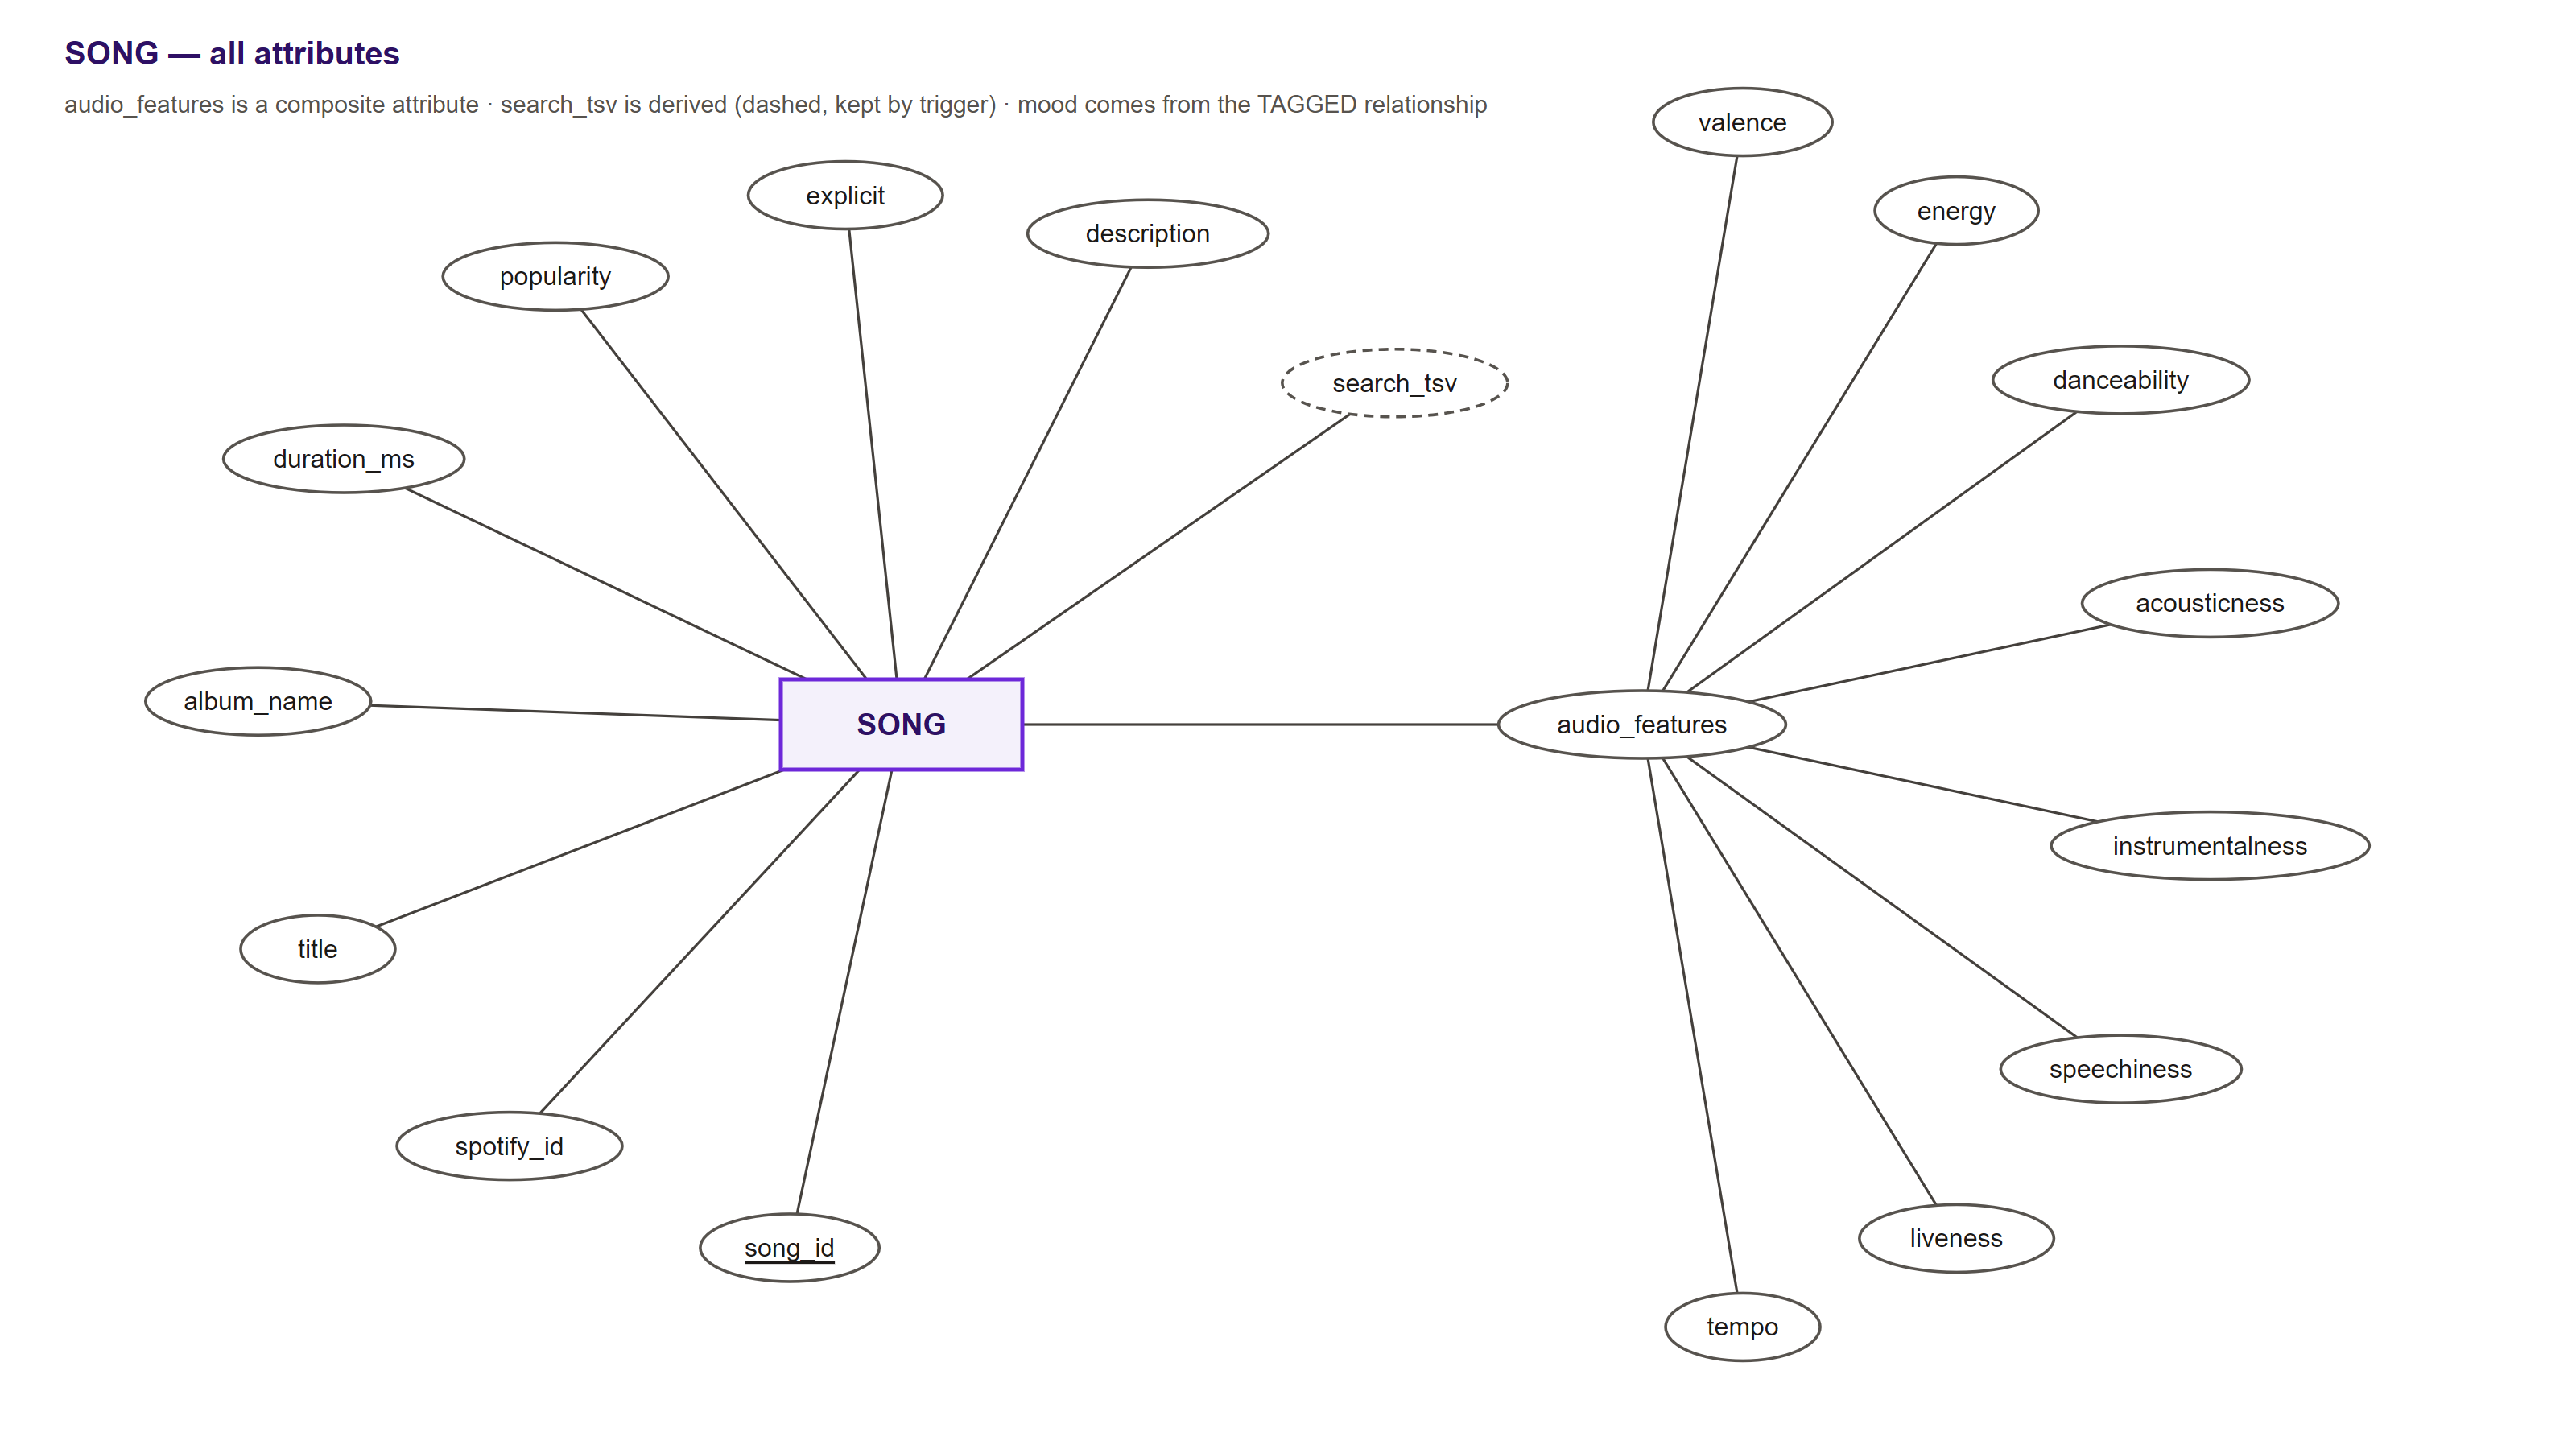 SONG — all attributes
audio_features is a composite attribute · search_tsv is derived (dashed, kept by trigger) · mood comes from the TAGGED relationship
valence
explicit
energy
description
popularity
danceability
search_tsv
duration_ms
acousticness
album_name
SONG
audio_features
instrumentalness
title
speechiness
spotify_id
liveness
song_id
tempo